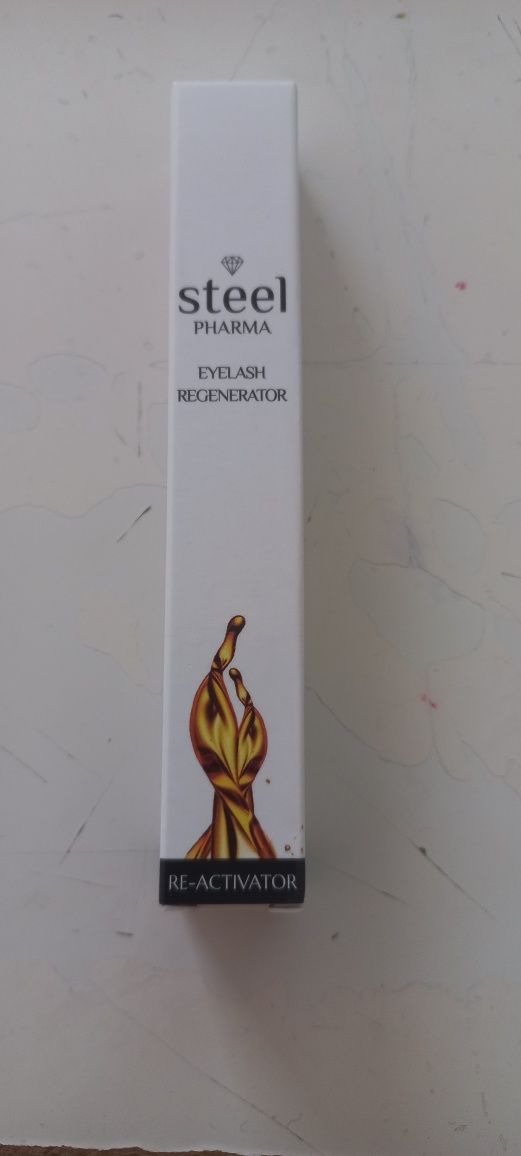 steel
PHARMA
EYELASH
REGENERATOR
RE-ACTIVATOR